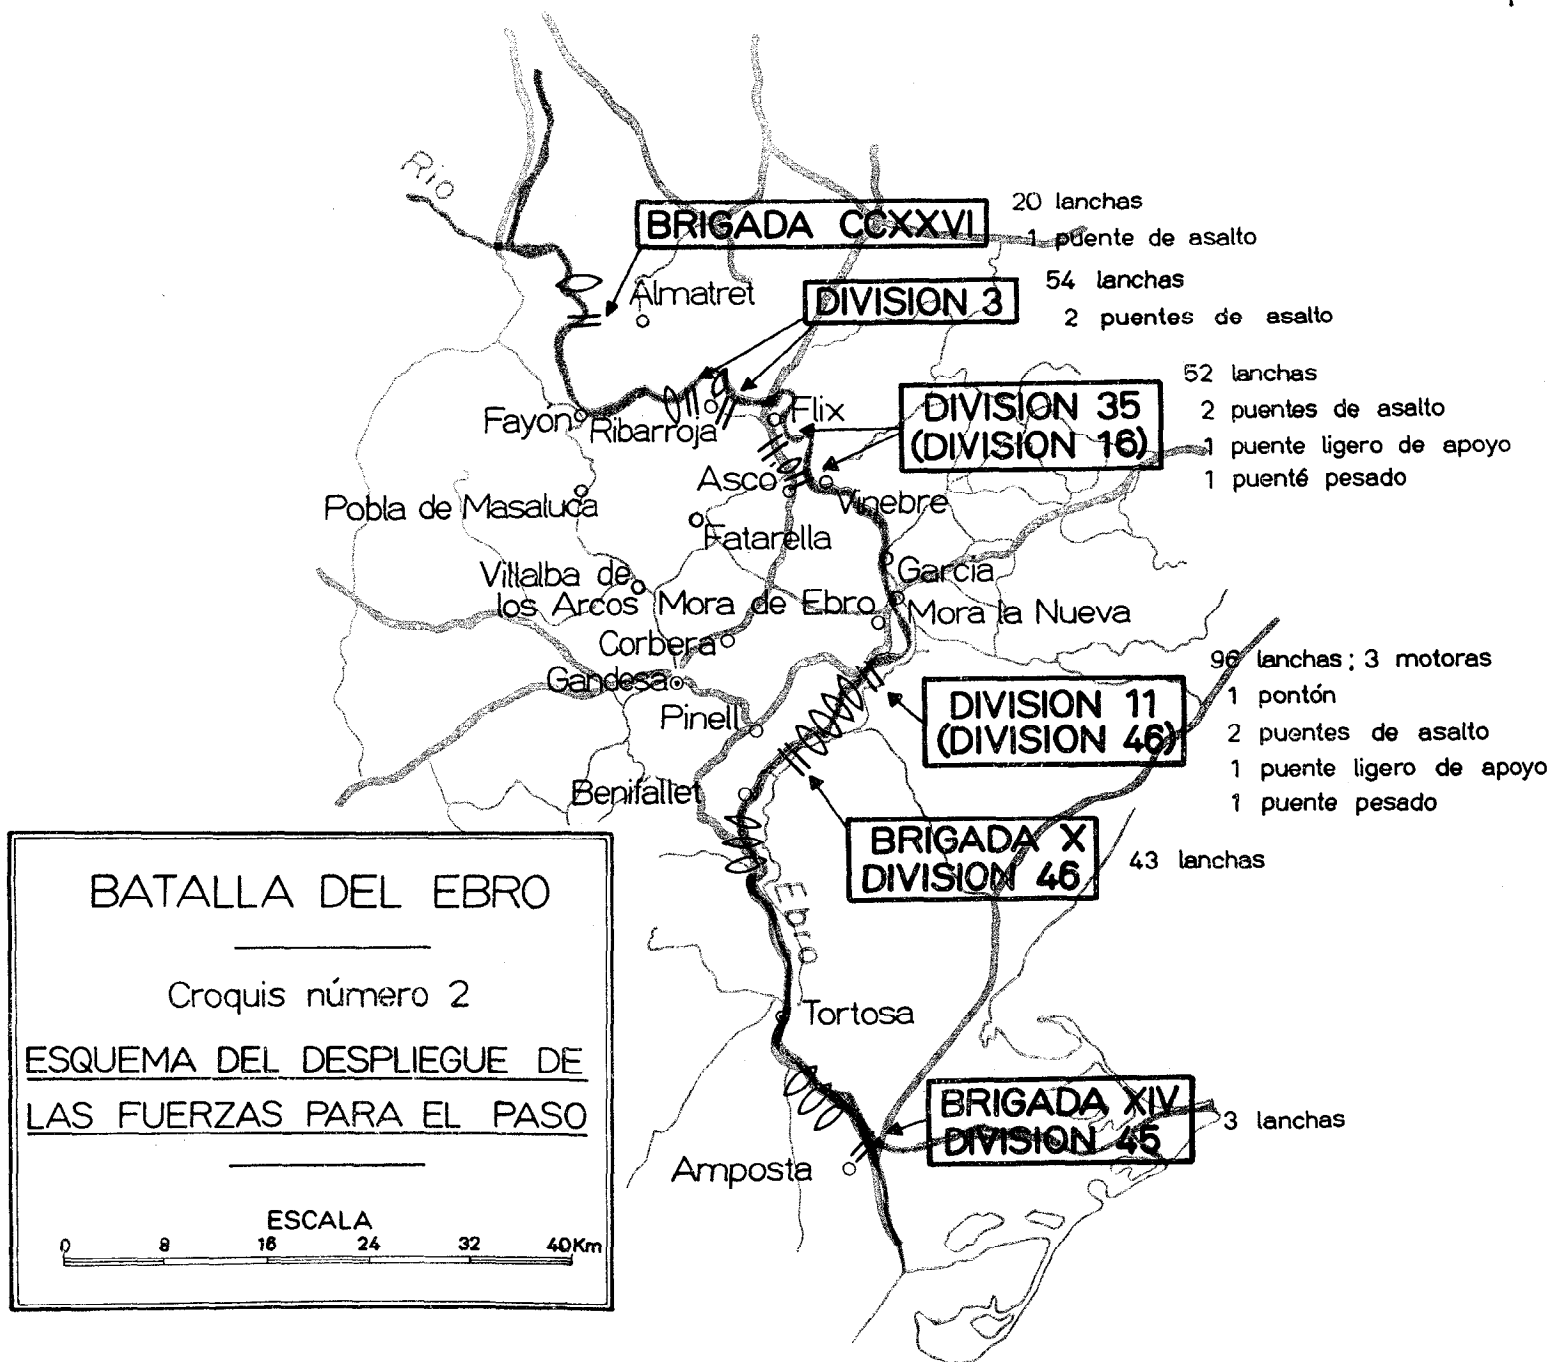 Rio
BRIGADA CCXXVI
20 lanchas
1 puente de asalto
Almatret
DIVISION 3
54 lanchas
2 puentes de asalto
Fayón
Ribarroja
Flix
DIVISION 35
(DIVISION 16)
52 lanchas
2 puentes de asalto
1 puente ligero de apoyo
1 puenté pesado
Asco
Vinebre
Pobla de Masaluca
Fatarella
Villalba de
los Arcos
Garcia
Mora de Ebro
Mora la Nueva
Corbera
Gandesa
Pinell
DIVISION 11
(DIVISION 46)
96 lanchas; 3 motoras
1 pontón
2 puentes de asalto
1 puente ligero de apoyo
1 puente pesado
Benifallet
BRIGADA X
DIVISION 46
43 lanchas
Ebro
Tortosa
BRIGADA XIV
DIVISION 45
3 lanchas
Amposta
BATALLA DEL EBRO
Croquis número 2
ESQUEMA DEL DESPLIEGUE DE
LAS FUERZAS PARA EL PASO
ESCALA
0 8 16 24 32 40 Km